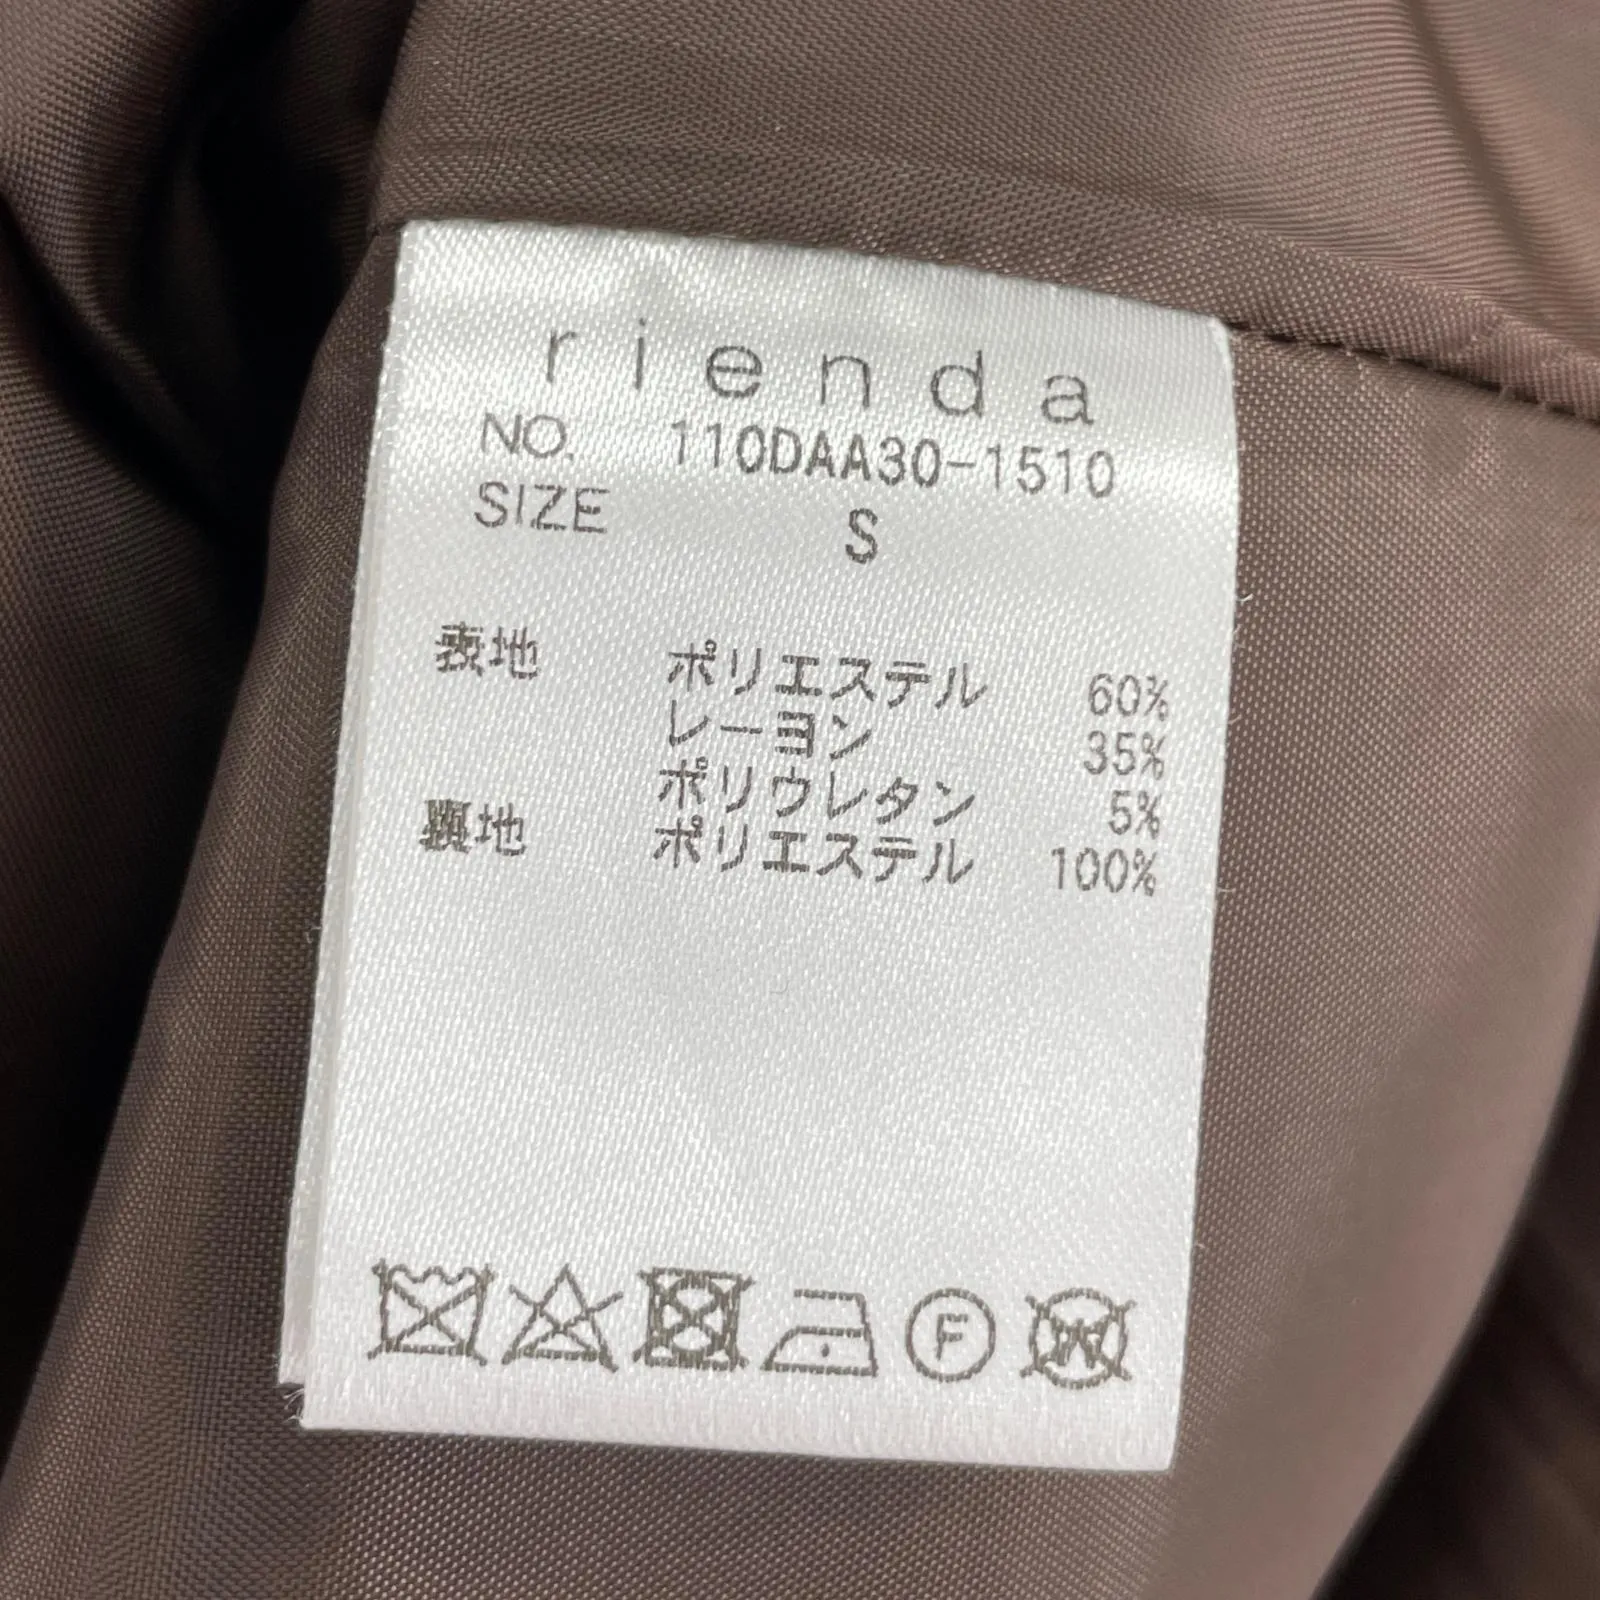 rienda
NO. 110DAA30-1510
SIZE S
表地 ポリエステル 60%
レーヨン 35%
ポリウレタン 5%
裏地 ポリエステル 100%
F
W